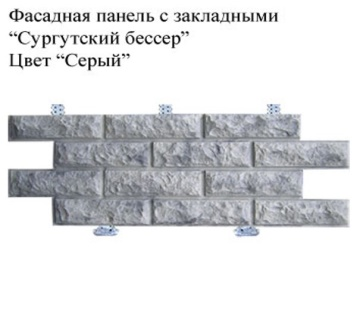 Фасадная панель с закладными
“Сургутский бессер”
Цвет “Серый”